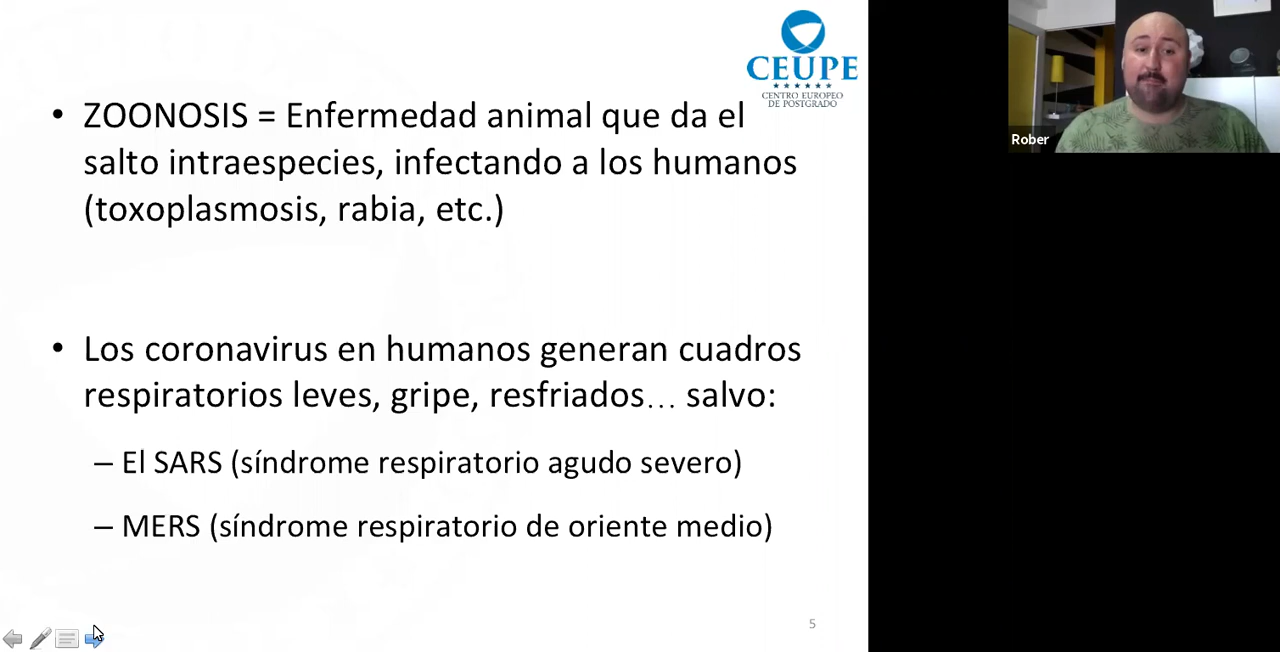 CEUPE
CENTRO EUROPEO
DE POSTGRADO
• ZOONOSIS = Enfermedad animal que da el
salto intraespecies, infectando a los humanos
(toxoplasmosis, rabia, etc.)
• Los coronavirus en humanos generan cuadros
respiratorios leves, gripe, resfriados… salvo:
– El SARS (síndrome respiratorio agudo severo)
– MERS (síndrome respiratorio de oriente medio)
5
Rober